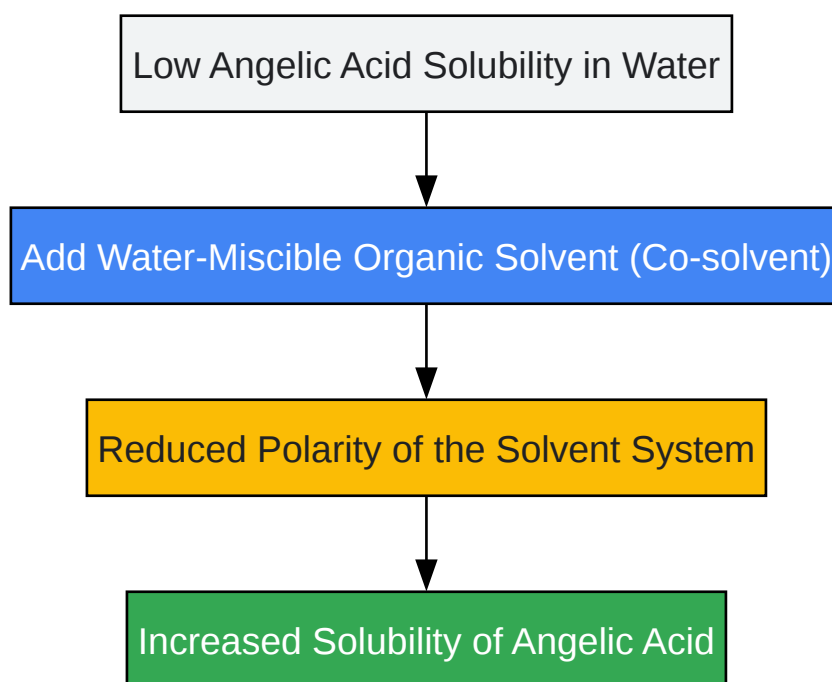 Low Angelic Acid Solubility in Water
Add Water-Miscible Organic Solvent (Co-solvent)
Reduced Polarity of the Solvent System
Increased Solubility of Angelic Acid